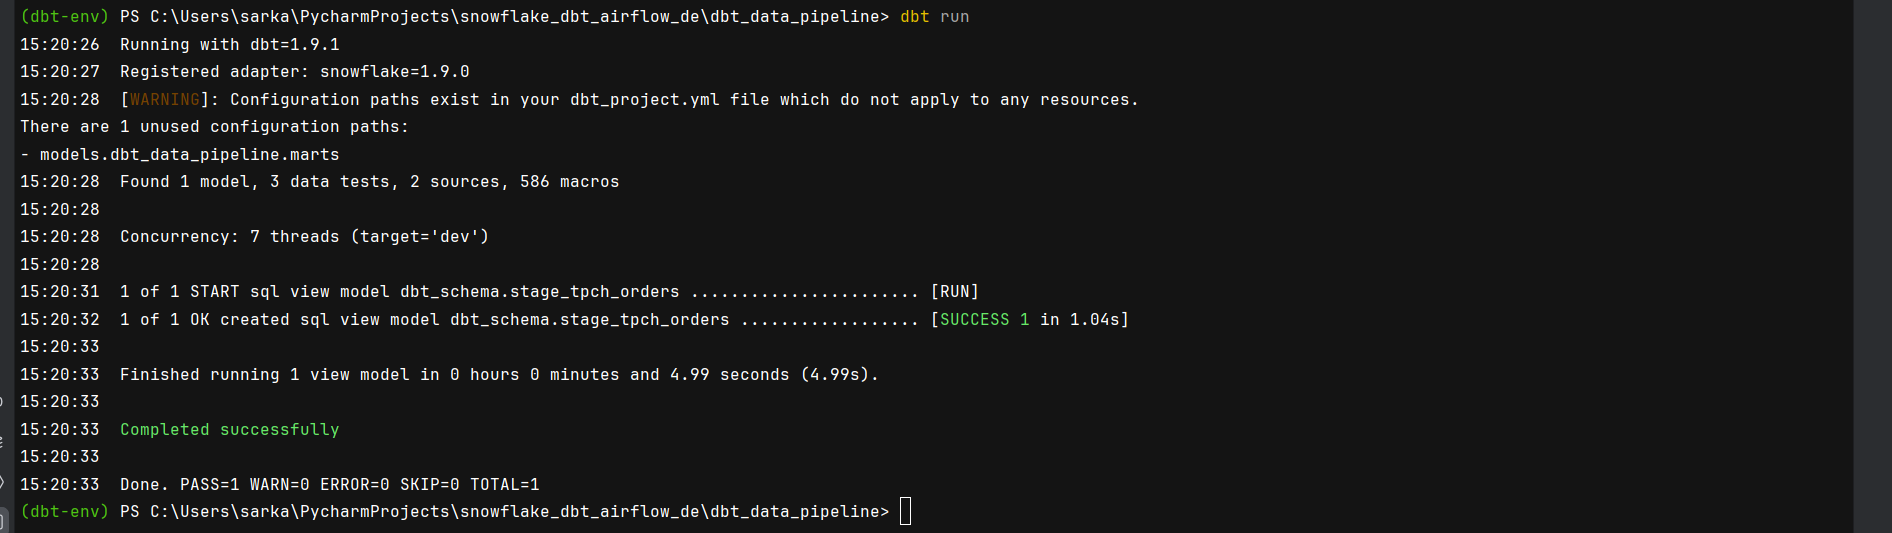 (dbt-env) PS C:\Users\sarka\PycharmProjects\snowflake_dbt_airflow_de\dbt_data_pipeline> dbt run
15:20:26  Running with dbt=1.9.1
15:20:27  Registered adapter: snowflake=1.9.0
15:20:28  [WARNING]: Configuration paths exist in your dbt_project.yml file which do not apply to any resources.
There are 1 unused configuration paths:
- models.dbt_data_pipeline.marts
15:20:28  Found 1 model, 3 data tests, 2 sources, 586 macros
15:20:28
15:20:28  Concurrency: 7 threads (target='dev')
15:20:28
15:20:31  1 of 1 START sql view model dbt_schema.stage_tpch_orders ....................... [RUN]
15:20:32  1 of 1 OK created sql view model dbt_schema.stage_tpch_orders .................. [SUCCESS 1 in 1.04s]
15:20:33
15:20:33  Finished running 1 view model in 0 hours 0 minutes and 4.99 seconds (4.99s).
15:20:33
15:20:33  Completed successfully
15:20:33
15:20:33  Done. PASS=1 WARN=0 ERROR=0 SKIP=0 TOTAL=1
(dbt-env) PS C:\Users\sarka\PycharmProjects\snowflake_dbt_airflow_de\dbt_data_pipeline>